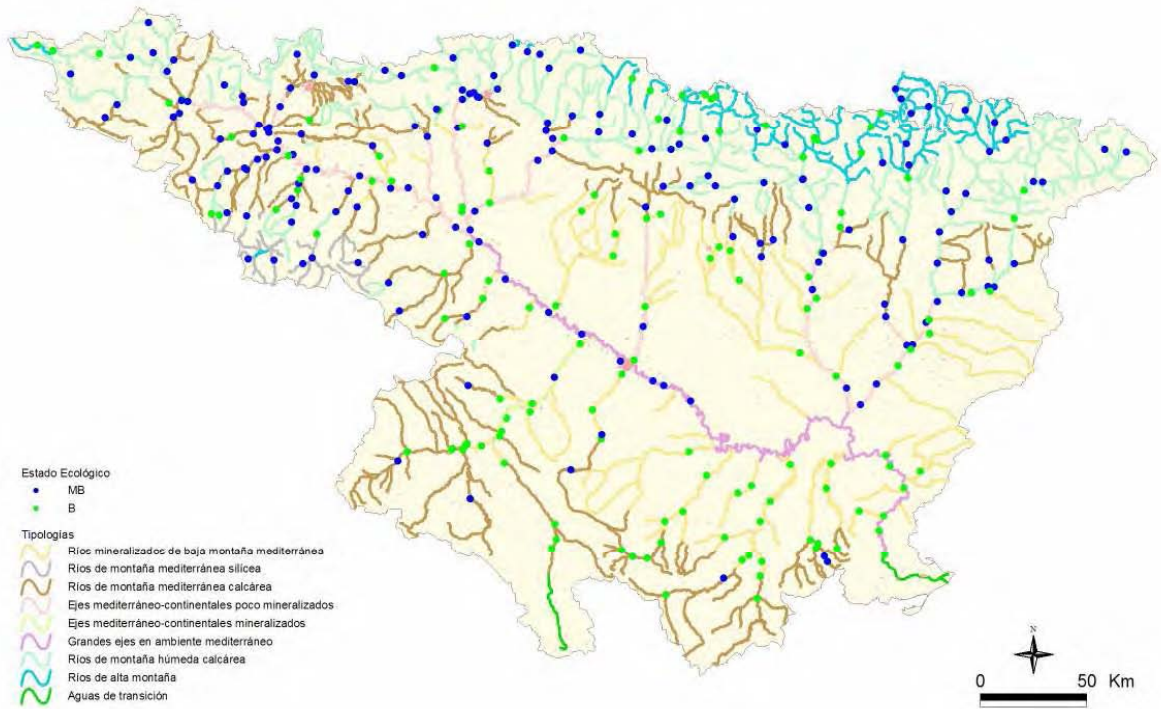 Estado Ecológico
MB
B
Tipologías
Ríos mineralizados de baja montaña mediterránea
Ríos de montaña mediterránea silícea
Ríos de montaña mediterránea calcárea
Ejes mediterráneo-continentales poco mineralizados
Ejes mediterráneo-continentales mineralizados
Grandes ejes en ambiente mediterráneo
Ríos de montaña húmeda calcárea
Ríos de alta montaña
Aguas de transición
N
0 50 Km